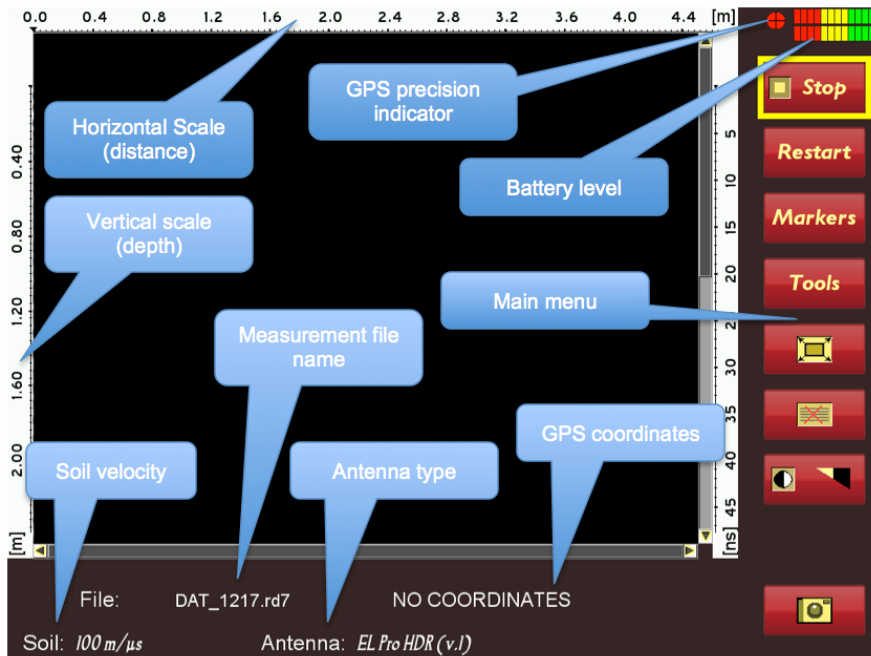 0.0 0.4 0.8 1.2 1.6 2.0 2.4 2.8 3.2 3.6 4.0 4.4 [m]
GPS precision
indicator
Stop
Horizontal Scale
(distance)
5
Restart
0.40
Battery level
10
Vertical scale
(depth)
Markers
0.80
15
20
Tools
Main menu
1.20
Measurement file
name
2
30
1.60
35
GPS coordinates
2.00
Soil velocity
Antenna type
40
45
[m]
[ns]
File: DAT_1217.rd7 NO COORDINATES
Soil: 100 m/µs Antenna: EL Pro HDR (v.1)